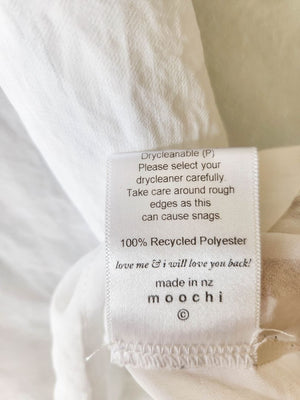 Drycleanable (P)
Please select your
drycleaner carefully.
Take care around rough
edges as this
can cause snags.
100% Recycled Polyester
love me & i will love you back!
made in nz
moochi
©